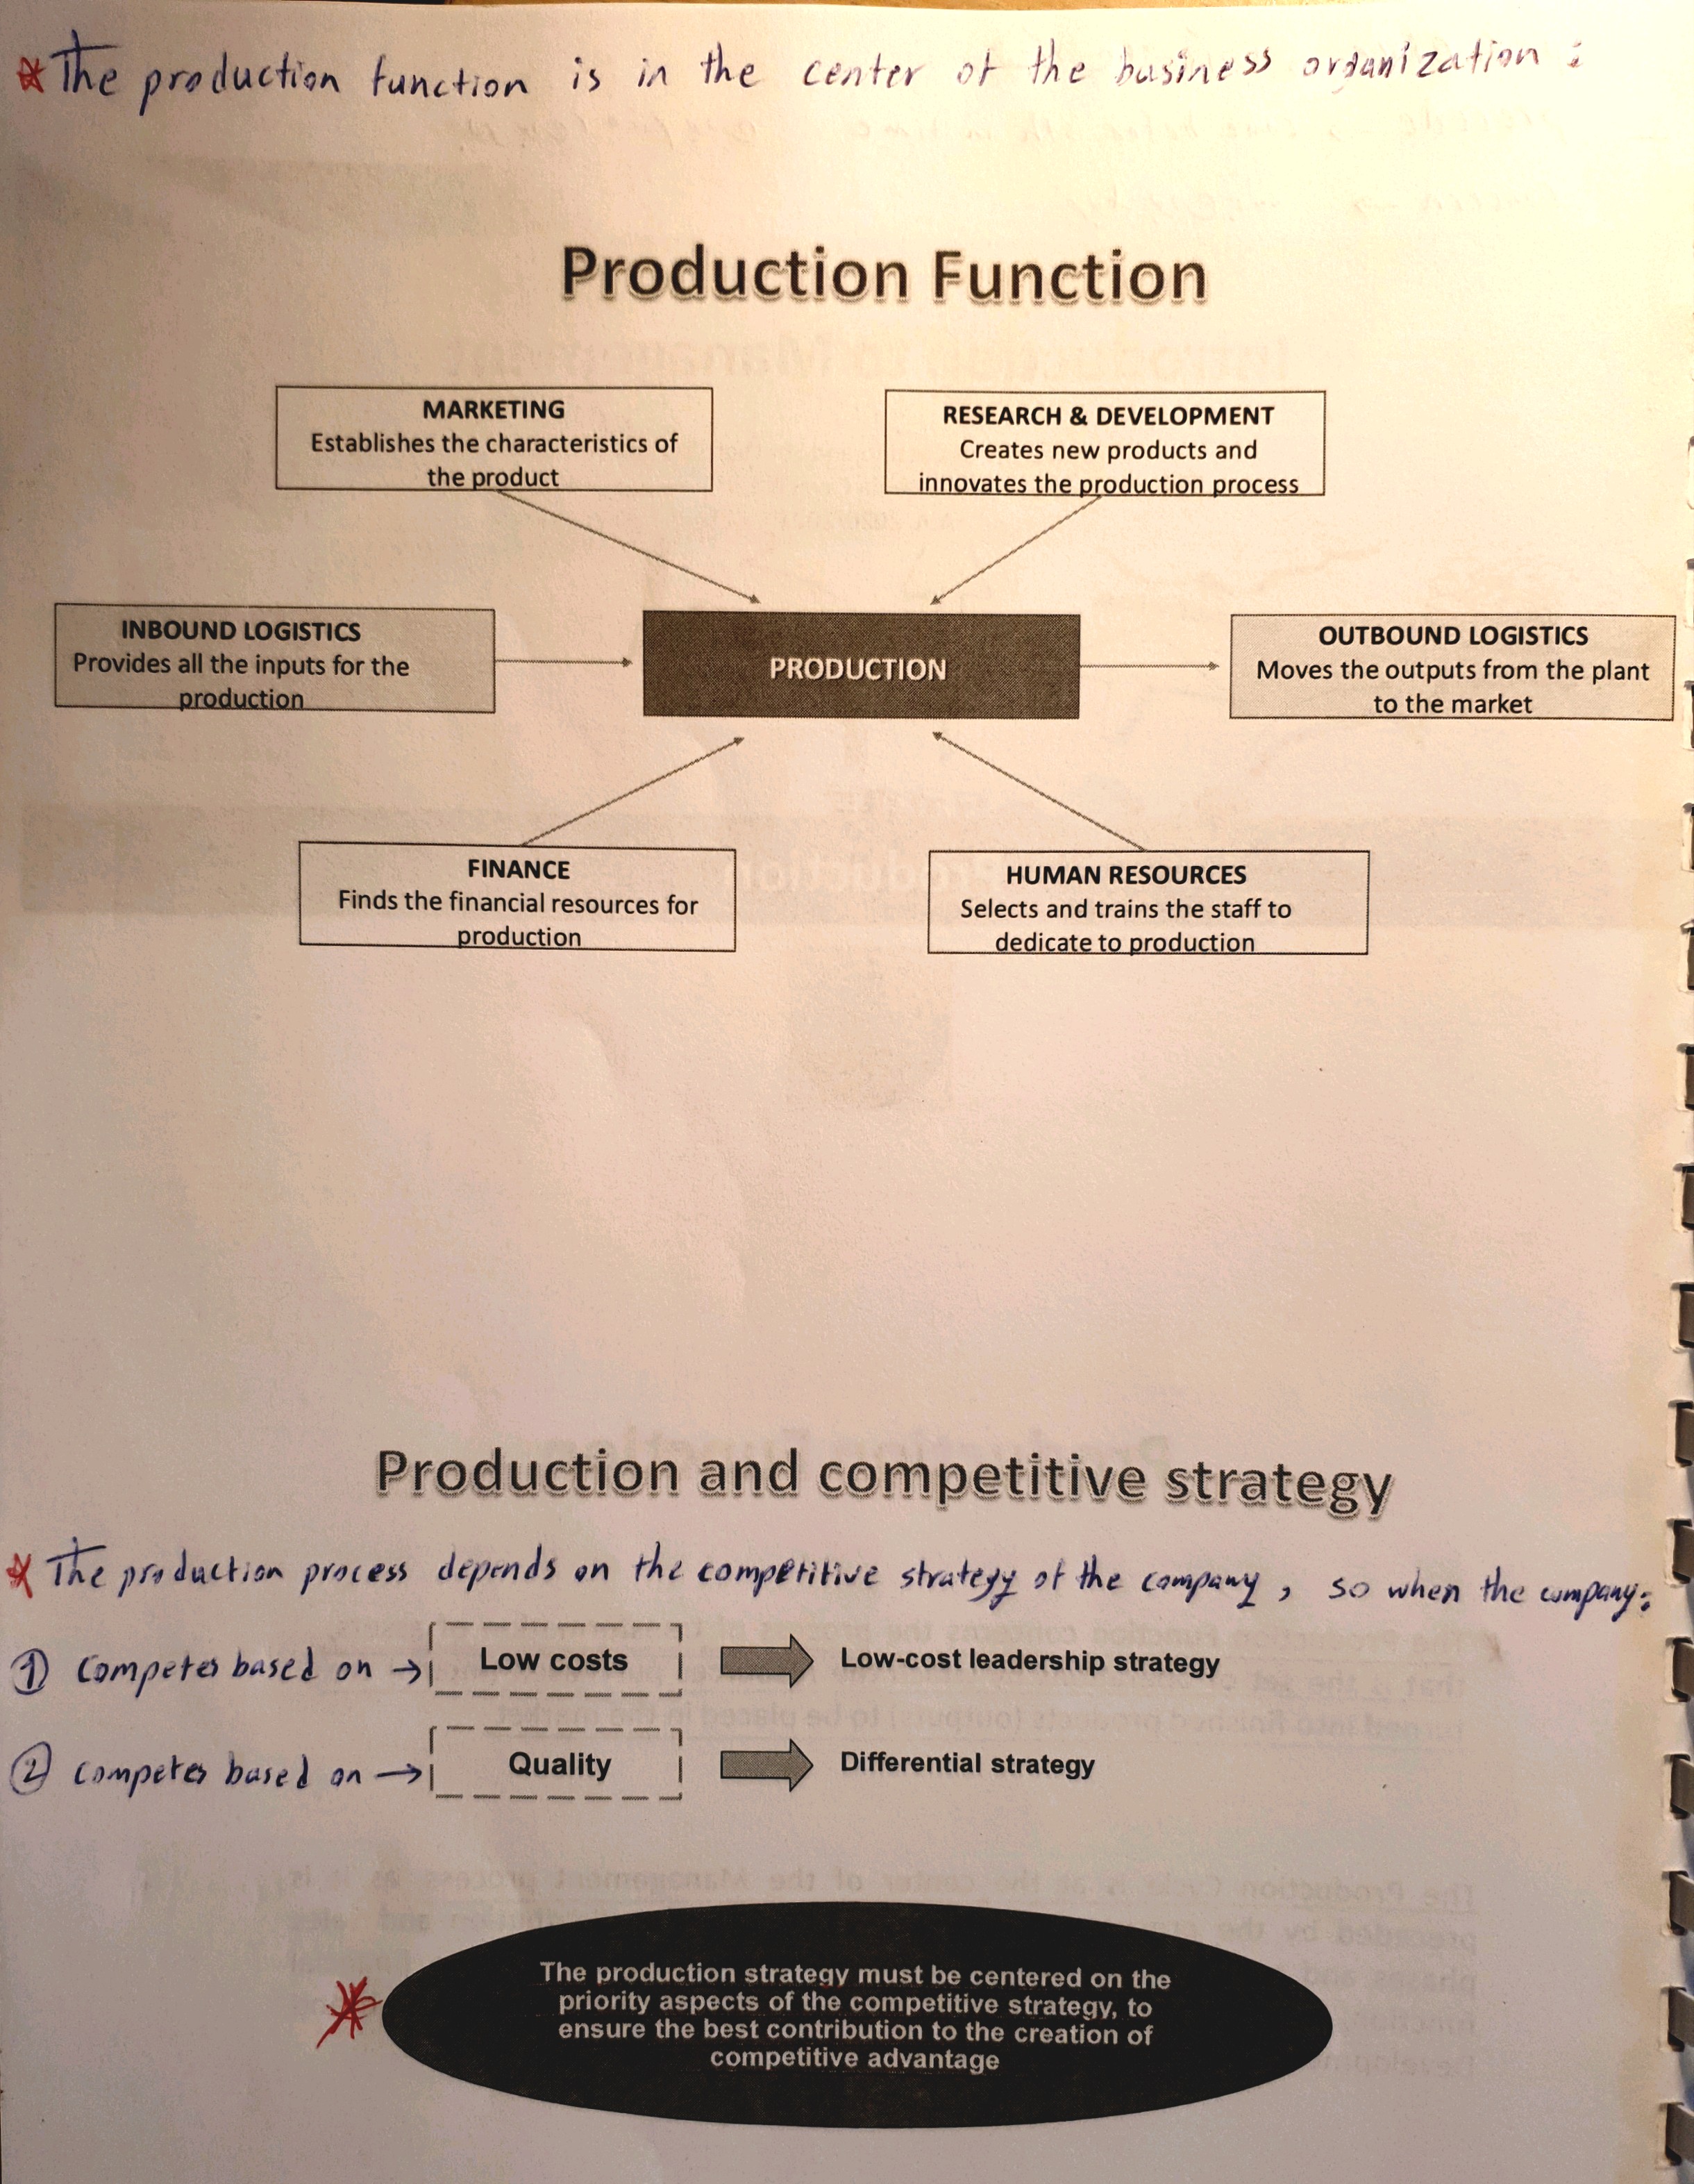 * The production function is in the center of the business organization :
Production Function
MARKETING
Establishes the characteristics of
the product
RESEARCH & DEVELOPMENT
Creates new products and
innovates the production process
INBOUND LOGISTICS
Provides all the inputs for the
production
PRODUCTION
OUTBOUND LOGISTICS
Moves the outputs from the plant
to the market
FINANCE
Finds the financial resources for
production
HUMAN RESOURCES
Selects and trains the staff to
dedicate to production
Production and competitive strategy
* The production process depends on the competitive strategy of the company, so when the company:
① Competes based on → Low costs Low-cost leadership strategy
② competes based on → Quality Differential strategy
* The production strategy must be centered on the
priority aspects of the competitive strategy, to
ensure the best contribution to the creation of
competitive advantage